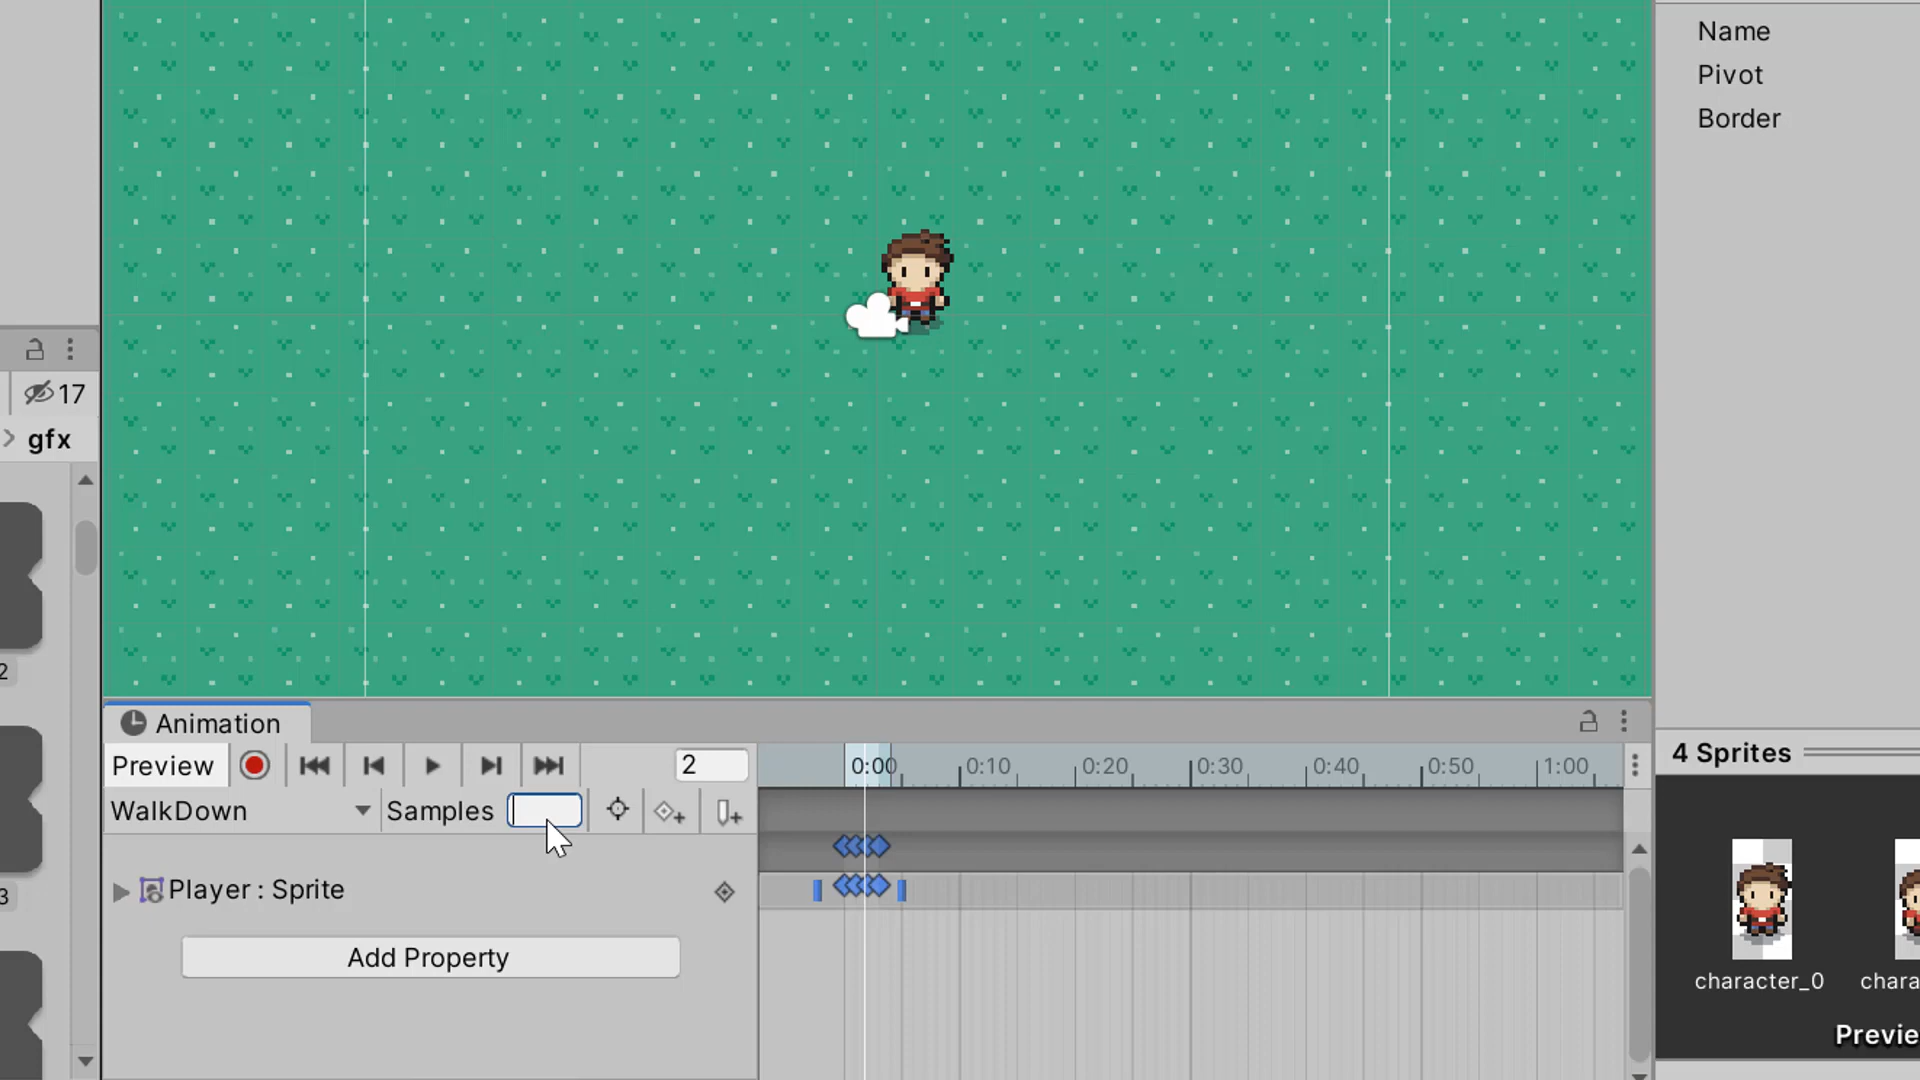 Name
Pivot
Border
17
gfx
2
3
Animation
Preview
2
0:00
0:10
0:20
0:30
0:40
0:50
1:00
WalkDown
Samples
Player : Sprite
Add Property
4 Sprites
character_0
chara
Previe